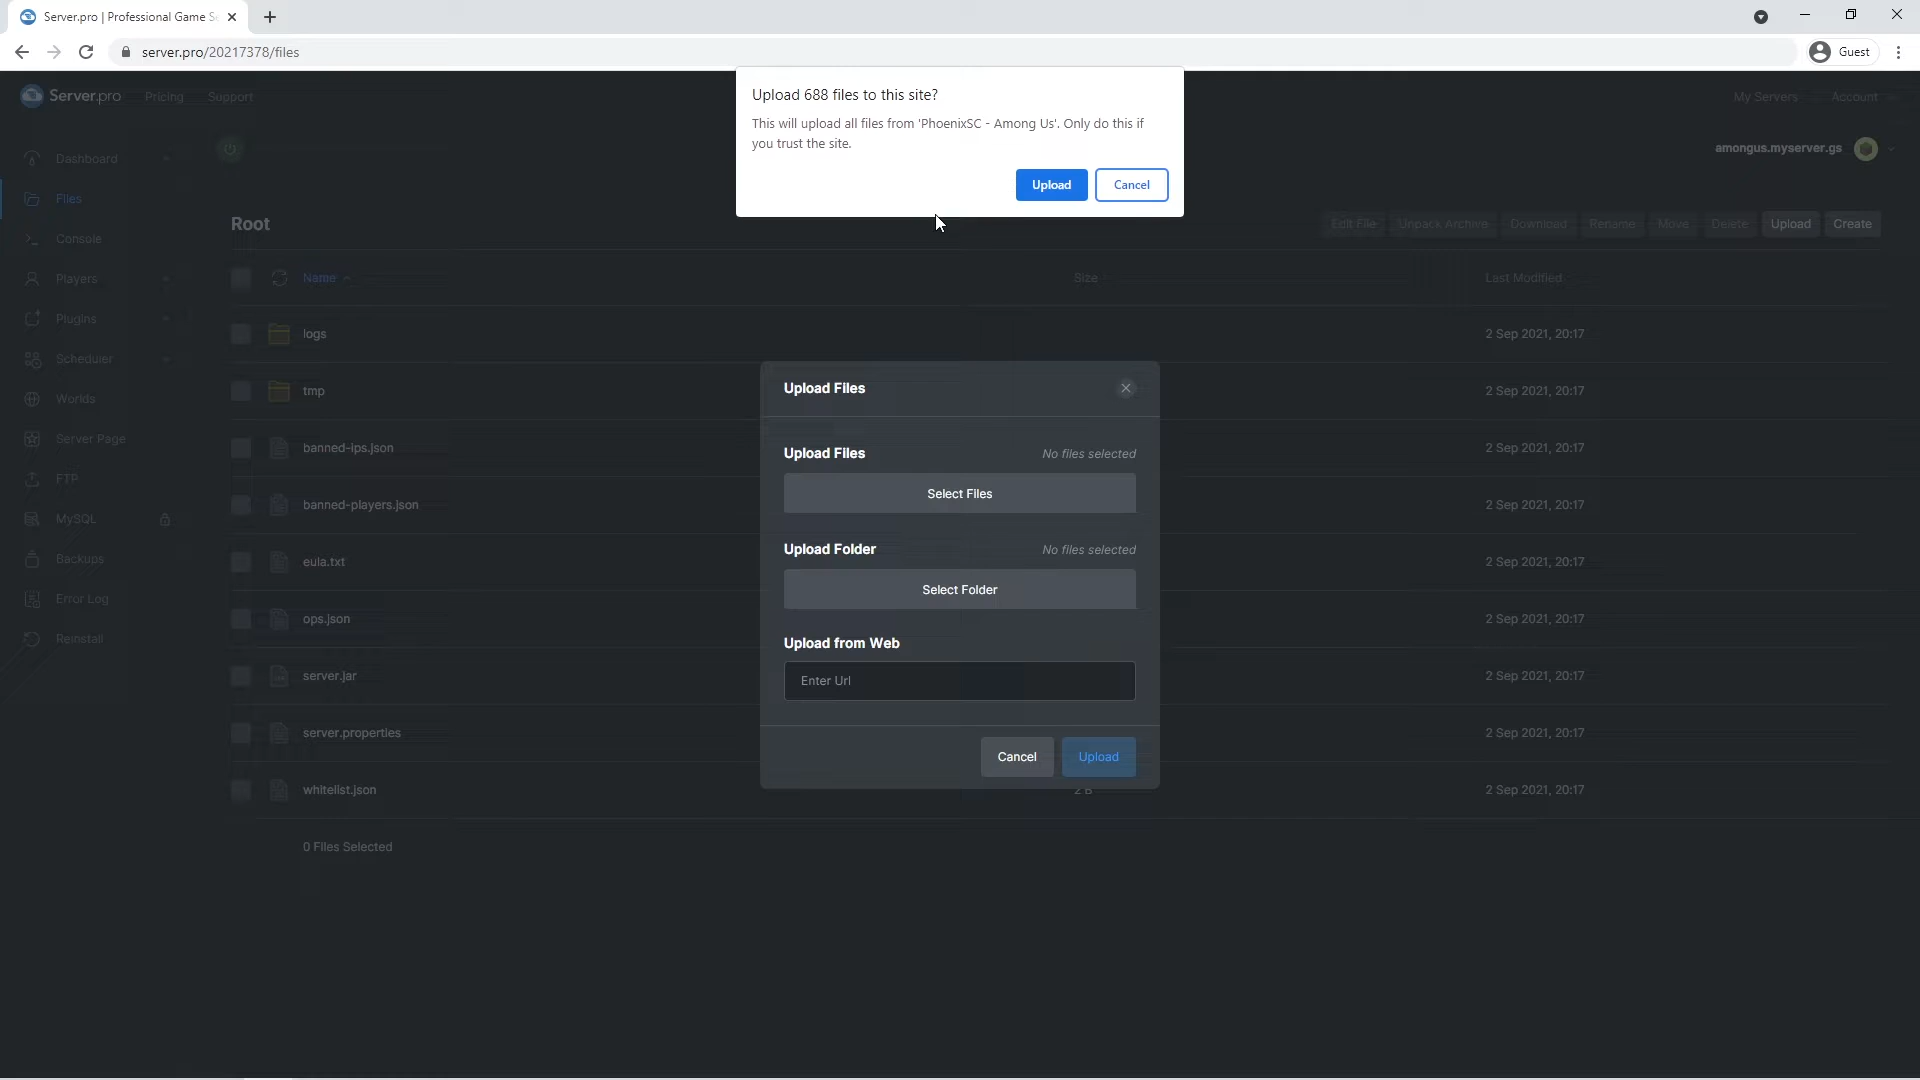 Server.pro | Professional Game Se
server.pro/20217378/files
Guest
Upload 688 files to this site?
This will upload all files from 'PhoenixSC - Among Us'. Only do this if
you trust the site.
Upload
Cancel
Server.pro
Pricing
Support
My Servers
Account
amongus.myserver.gs
Dashboard
Files
Console
Players
Plugins
Scheduler
Worlds
Server Page
FTP
MySQL
Backups
Error Log
Reinstall
Root
Edit File
Unpack Archive
Download
Rename
Move
Delete
Upload
Create
Name
Size
Last Modified
logs
2 Sep 2021, 20:17
tmp
2 Sep 2021, 20:17
banned-ips.json
2 Sep 2021, 20:17
banned-players.json
2 Sep 2021, 20:17
eula.txt
2 Sep 2021, 20:17
ops.json
2 Sep 2021, 20:17
server.jar
2 Sep 2021, 20:17
server.properties
2 Sep 2021, 20:17
whitelist.json
2 B
2 Sep 2021, 20:17
0 Files Selected
Upload Files
Upload Files
No files selected
Select Files
Upload Folder
No files selected
Select Folder
Upload from Web
Enter Url
Cancel
Upload